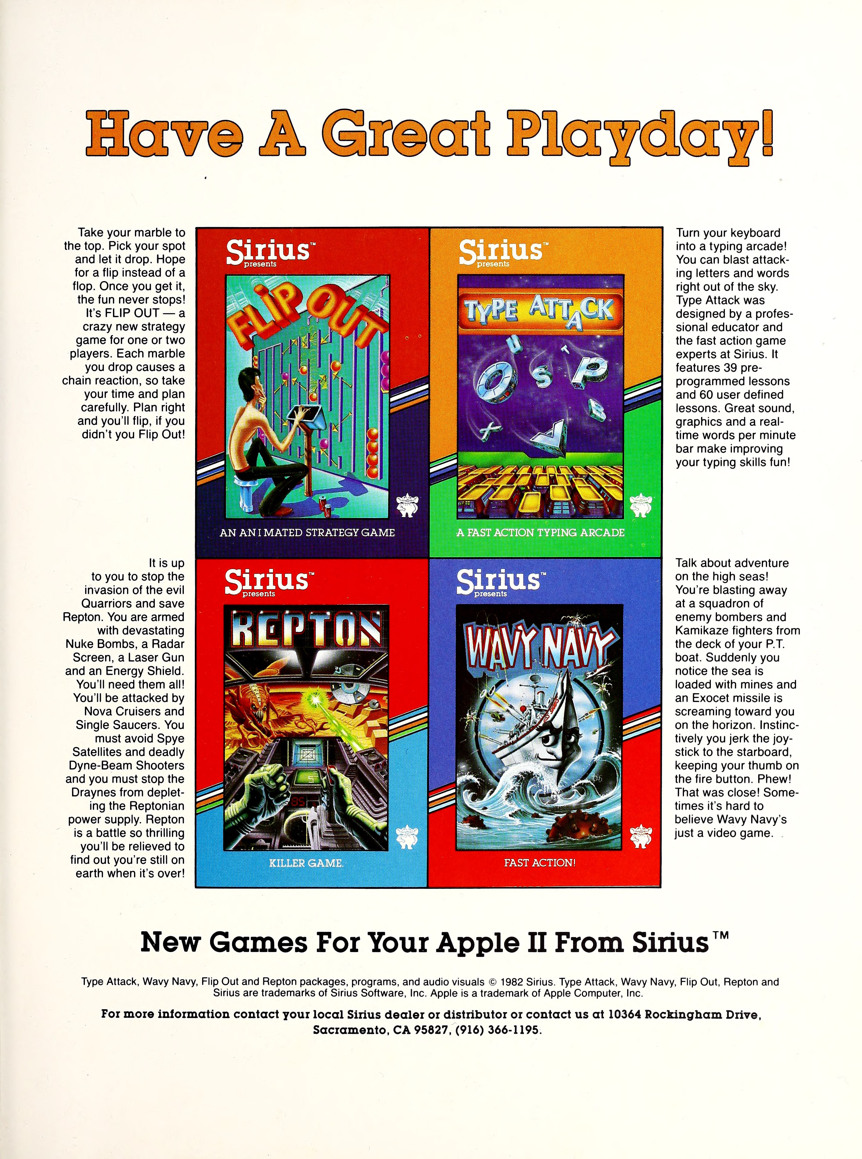 Have A Great Playday!
Take your marble to
the top. Pick your spot
and let it drop. Hope
for a flip instead of a
flop. Once you get it,
the fun never stops!
It's FLIP OUT — a
crazy new strategy
game for one or two
players. Each marble
you drop causes a
chain reaction, so take
your time and plan
carefully. Plan right
and you'll flip, if you
didn't you Flip Out!
Sirius™
presents
FLIP OUT
AN ANIMATED STRATEGY GAME
Sirius™
presents
TYPE ATTACK
A FAST ACTION TYPING ARCADE
Turn your keyboard
into a typing arcade!
You can blast attack-
ing letters and words
right out of the sky.
Type Attack was
designed by a profes-
sional educator and
the fast action game
experts at Sirius. It
features 39 pre-
programmed lessons
and 60 user defined
lessons. Great sound,
graphics and a real-
time words per minute
bar make improving
your typing skills fun!
It is up
to you to stop the
invasion of the evil
Quarriors and save
Repton. You are armed
with devastating
Nuke Bombs, a Radar
Screen, a Laser Gun
and an Energy Shield.
You'll need them all!
You'll be attacked by
Nova Cruisers and
Single Saucers. You
must avoid Spye
Satellites and deadly
Dyne-Beam Shooters
and you must stop the
Draynes from deplet-
ing the Reptonian
power supply. Repton
is a battle so thrilling
you'll be relieved to
find out you're still on
earth when it's over!
Sirius™
presents
REPTON
KILLER GAME.
Sirius™
presents
WAVY NAVY
FAST ACTION!
Talk about adventure
on the high seas!
You're blasting away
at a squadron of
enemy bombers and
Kamikaze fighters from
the deck of your P.T.
boat. Suddenly you
notice the sea is
loaded with mines and
an Exocet missile is
screaming toward you
on the horizon. Instinc-
tively you jerk the joy-
stick to the starboard,
keeping your thumb on
the fire button. Phew!
That was close! Some-
times it's hard to
believe Wavy Navy's
just a video game.
New Games For Your Apple II From Sirius™
Type Attack, Wavy Navy, Flip Out and Repton packages, programs, and audio visuals © 1982 Sirius. Type Attack, Wavy Navy, Flip Out, Repton and
Sirius are trademarks of Sirius Software, Inc. Apple is a trademark of Apple Computer, Inc.
For more information contact your local Sirius dealer or distributor or contact us at 10364 Rockingham Drive,
Sacramento, CA 95827, (916) 366-1195.